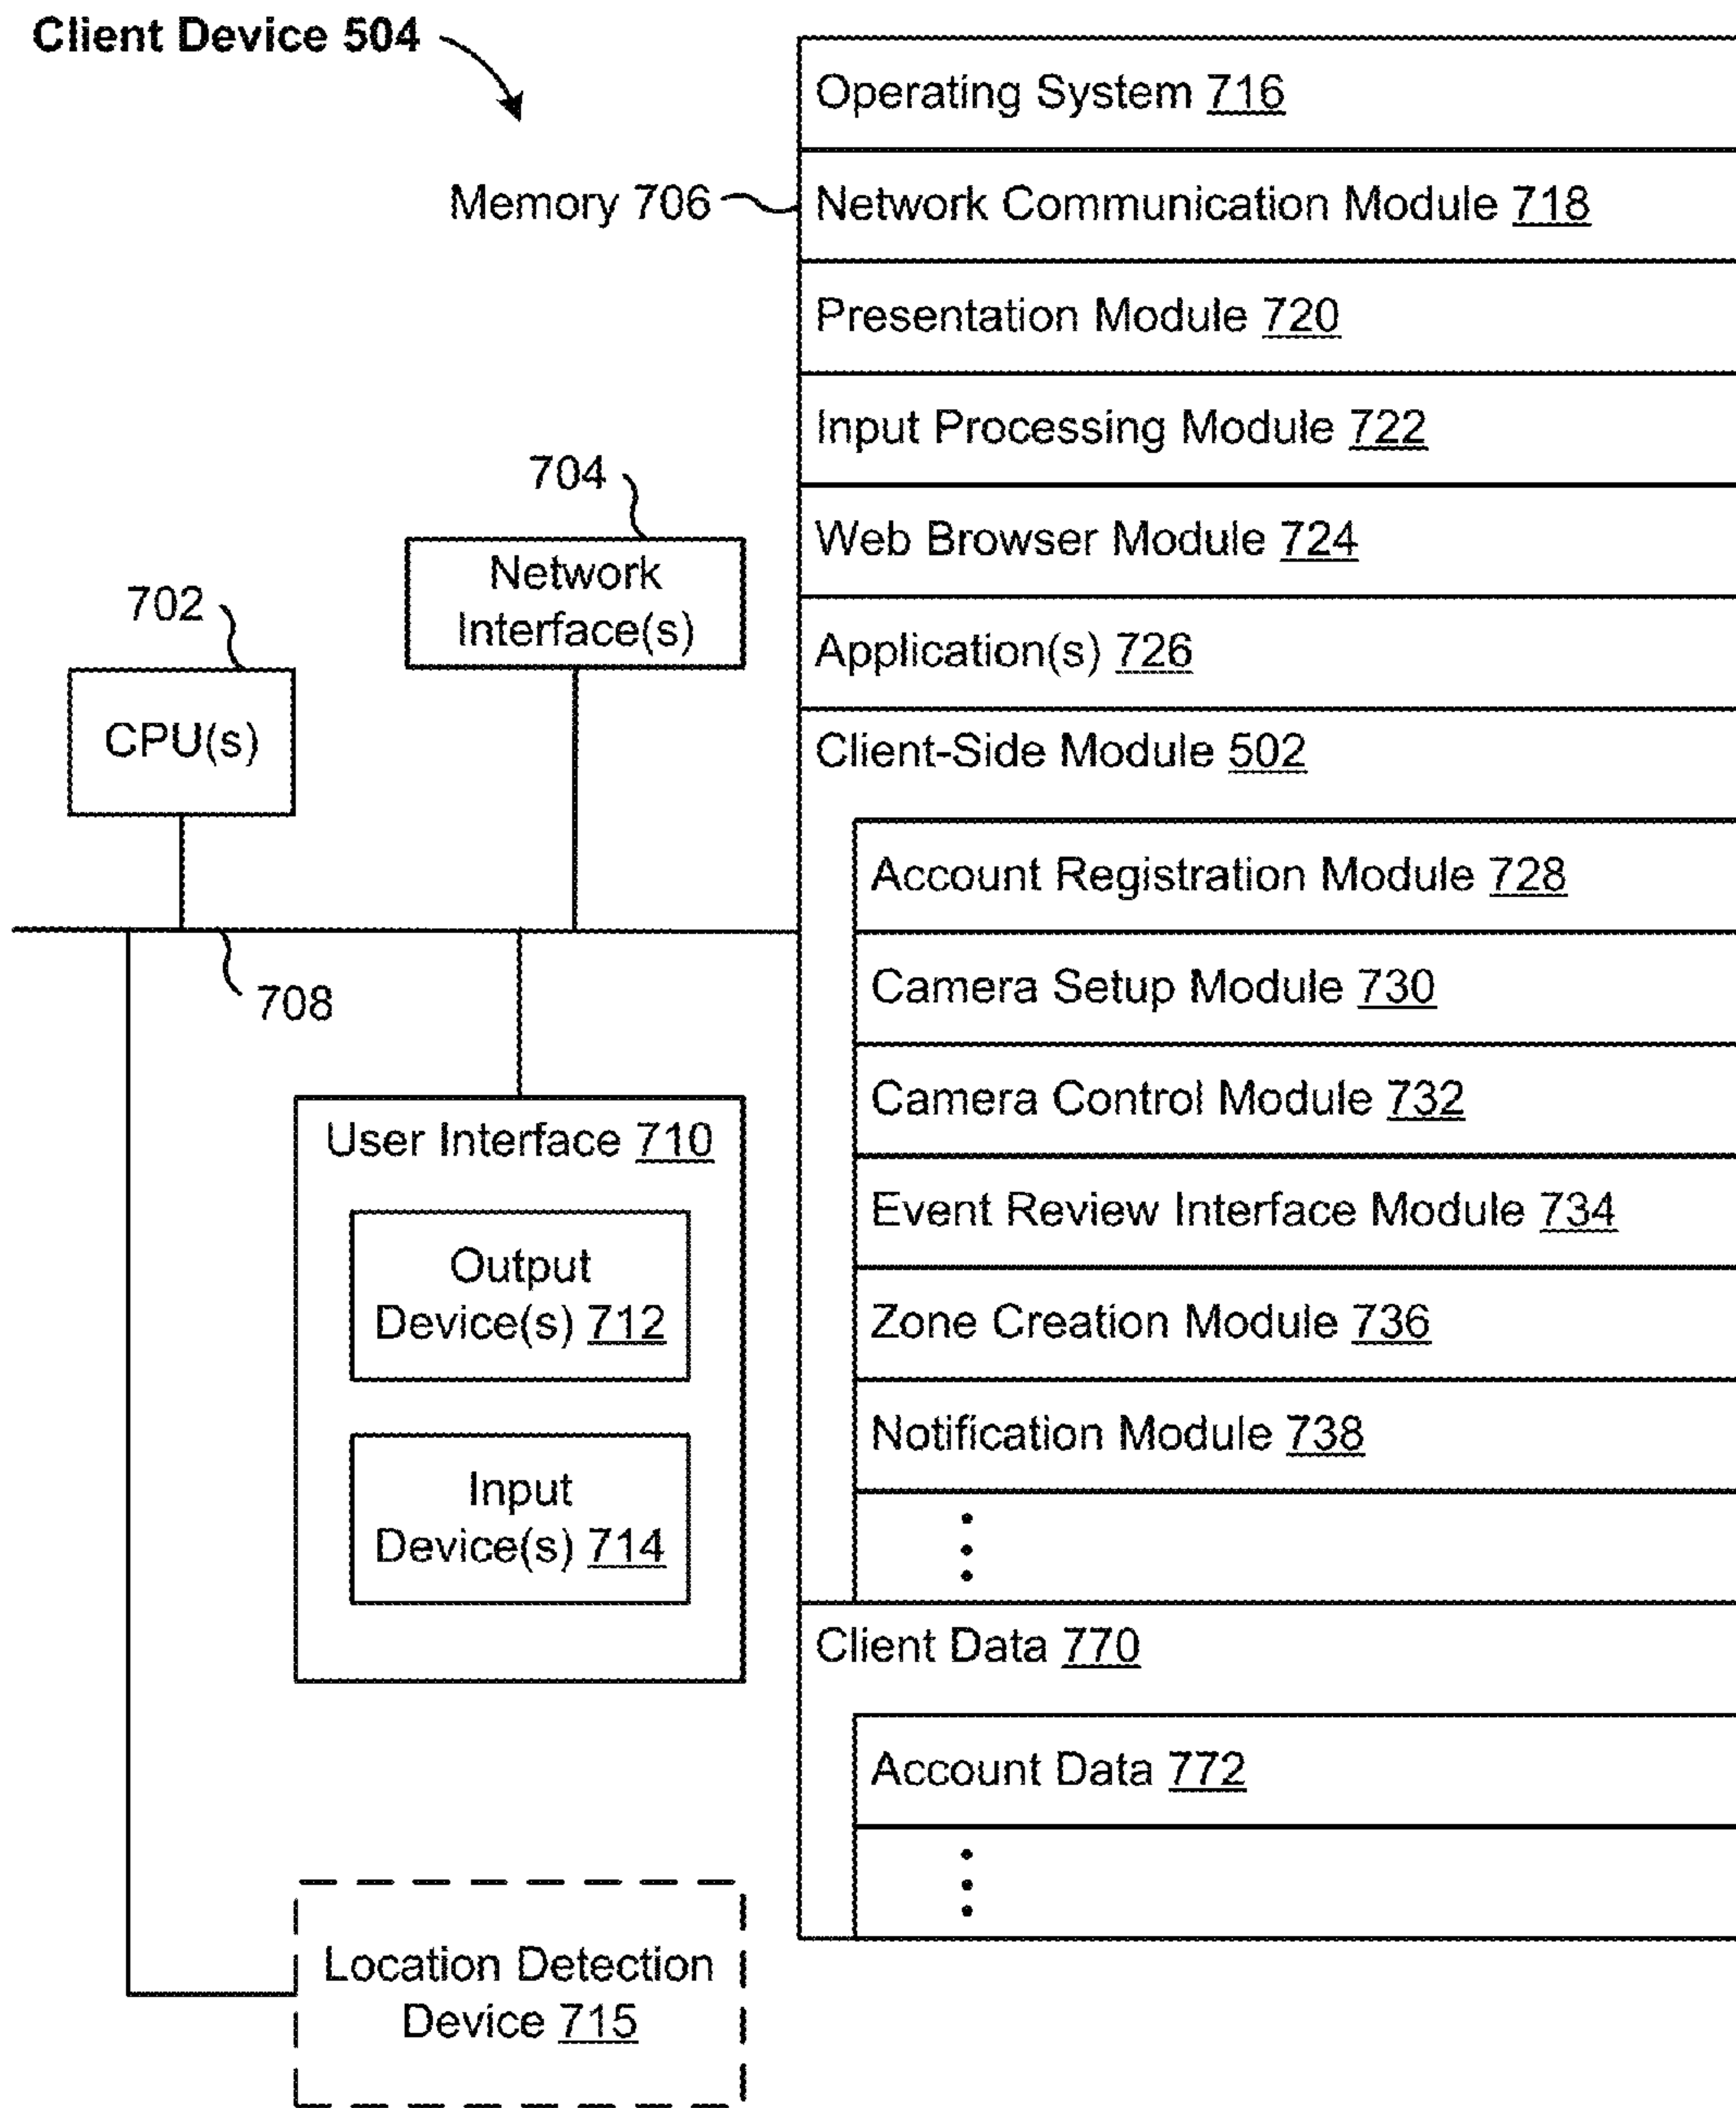 Client Device 504
Memory 706
704
Network
Interface(s)
702
CPU(s)
708
User Interface 710
Output
Device(s) 712
Input
Device(s) 714
Location Detection
Device 715
Operating System 716
Network Communication Module 718
Presentation Module 720
Input Processing Module 722
Web Browser Module 724
Application(s) 726
Client-Side Module 502
Account Registration Module 728
Camera Setup Module 730
Camera Control Module 732
Event Review Interface Module 734
Zone Creation Module 736
Notification Module 738
Client Data 770
Account Data 772